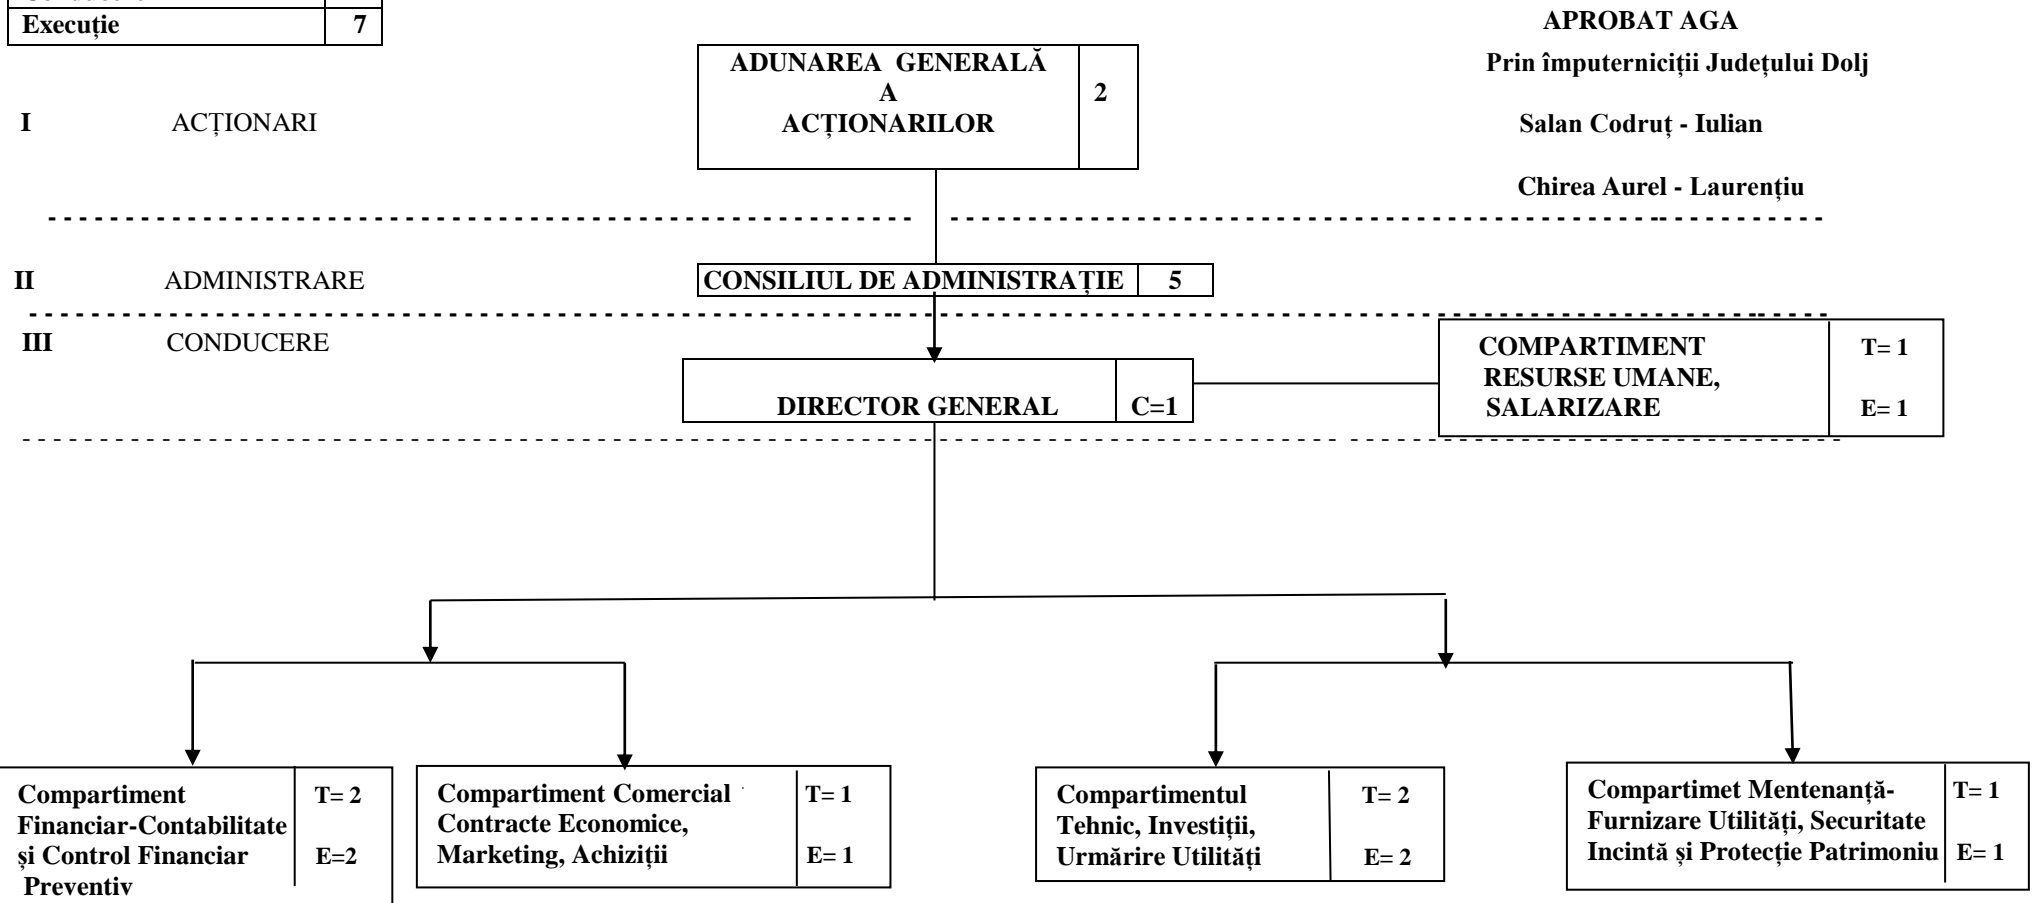 Execuție 7
APROBAT AGA
Prin împuterniciții Județului Dolj
ADUNAREA GENERALĂ
A
ACȚIONARILOR
2
I ACȚIONARI
Salan Codruț - Iulian
Chirea Aurel - Laurențiu
II ADMINISTRARE
CONSILIUL DE ADMINISTRAȚIE 5
III CONDUCERE
DIRECTOR GENERAL C=1
COMPARTIMENT
RESURSE UMANE,
SALARIZARE
T= 1
E= 1
Compartiment
Financiar-Contabilitate
și Control Financiar
Preventiv
T= 2
E=2
Compartiment Comercial
Contracte Economice,
Marketing, Achiziții
T= 1
E= 1
Compartimentul
Tehnic, Investiții,
Urmărire Utilități
T= 2
E= 2
Compartimet Mentenanță-
Furnizare Utilități, Securitate
Incintă și Protecție Patrimoniu
T= 1
E= 1